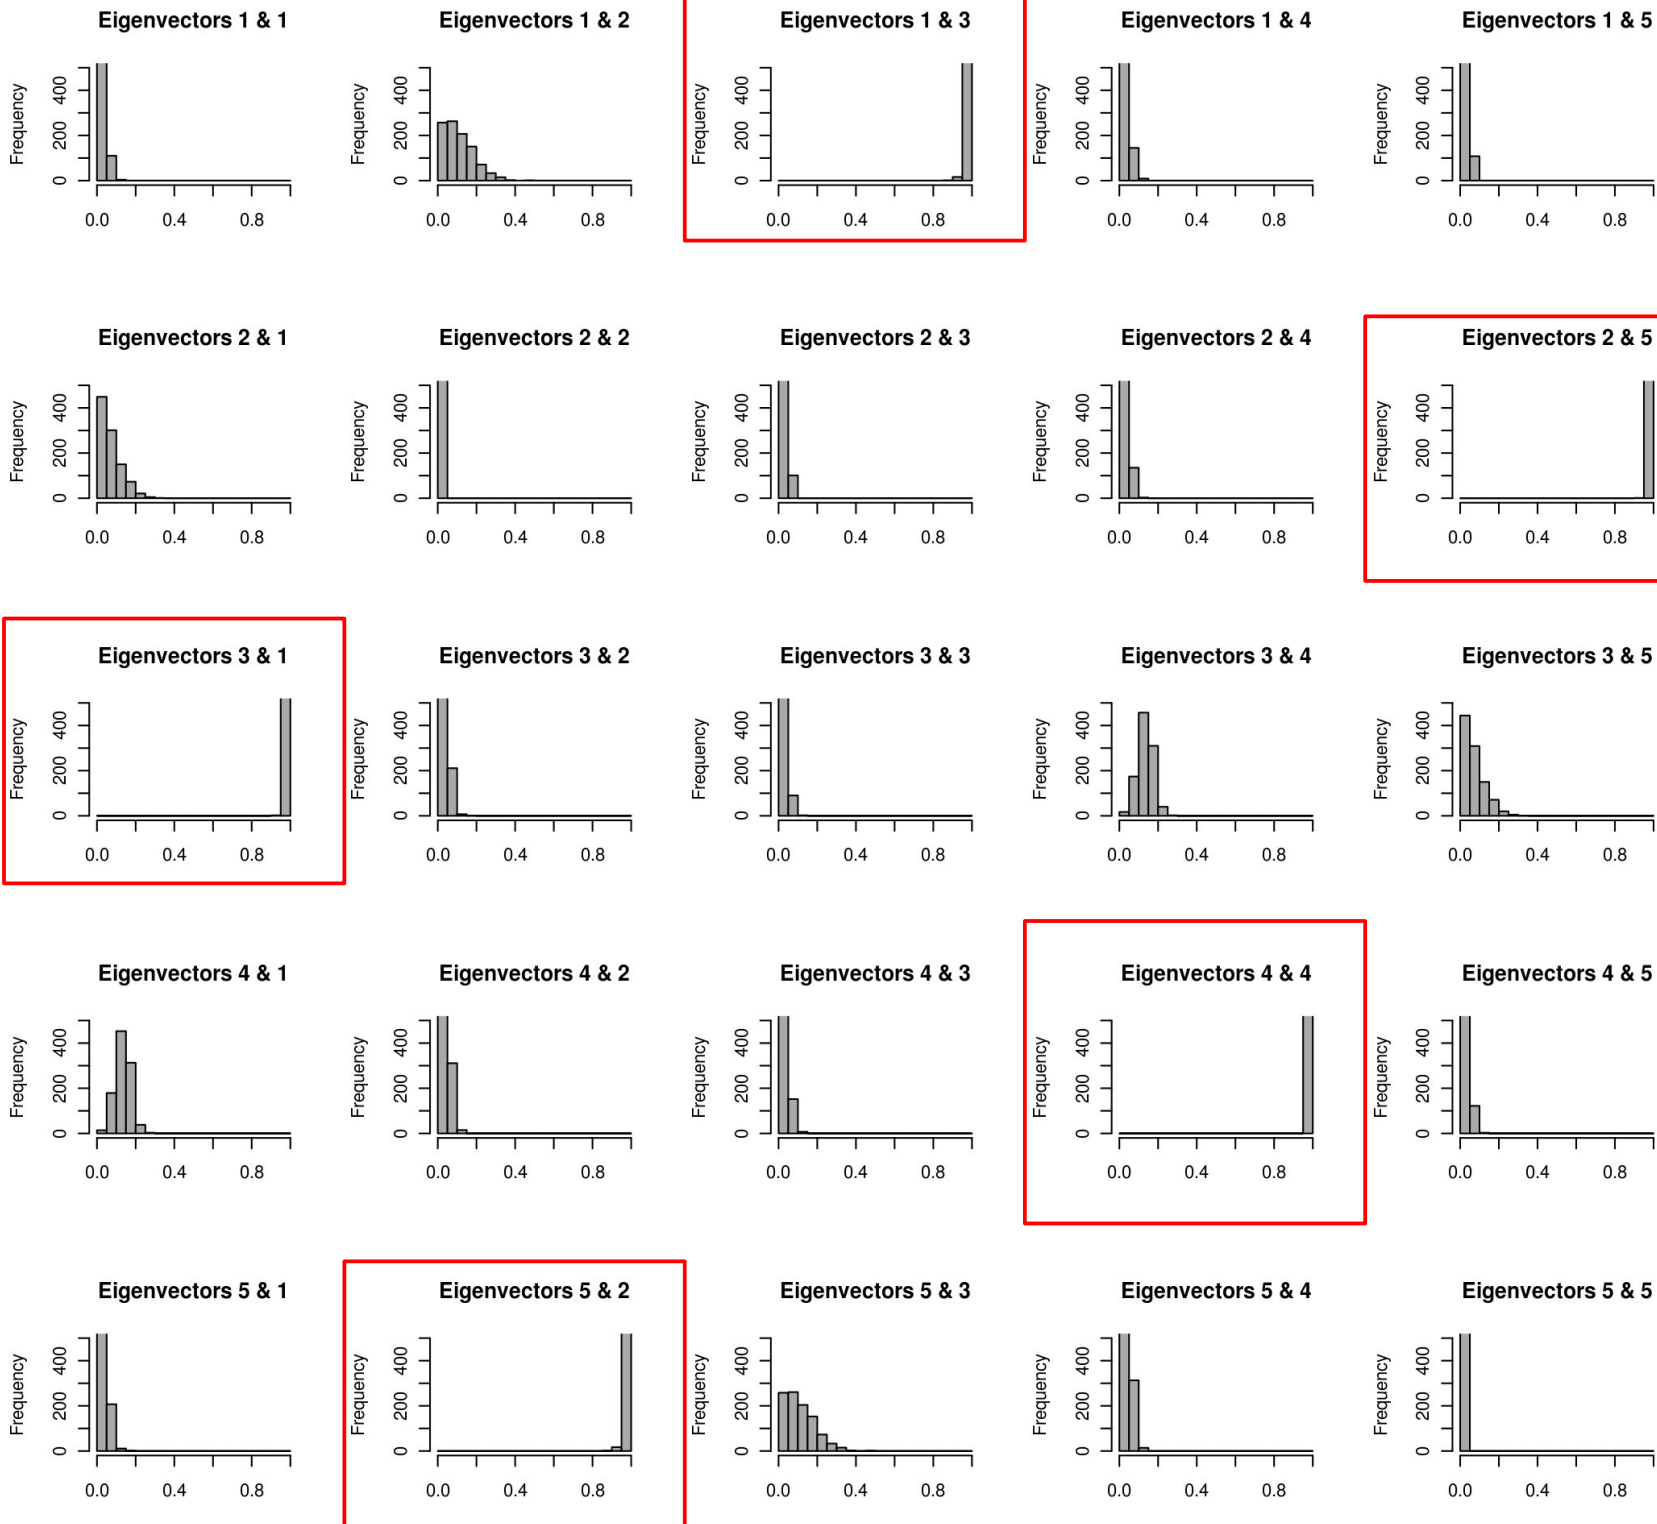 Eigenvectors 1 & 1 Eigenvectors 1 & 2 Eigenvectors 1 & 3 Eigenvectors 1 & 4 Eigenvectors 1 & 5
Frequency 0 200 400 Frequency 0 200 400 Frequency 0 200 400 Frequency 0 200 400 Frequency 0 200 400
0.0 0.4 0.8 0.0 0.4 0.8 0.0 0.4 0.8 0.0 0.4 0.8 0.0 0.4 0.8
Eigenvectors 2 & 1 Eigenvectors 2 & 2 Eigenvectors 2 & 3 Eigenvectors 2 & 4 Eigenvectors 2 & 5
Frequency 0 200 400 Frequency 0 200 400 Frequency 0 200 400 Frequency 0 200 400 Frequency 0 200 400
0.0 0.4 0.8 0.0 0.4 0.8 0.0 0.4 0.8 0.0 0.4 0.8 0.0 0.4 0.8
Eigenvectors 3 & 1 Eigenvectors 3 & 2 Eigenvectors 3 & 3 Eigenvectors 3 & 4 Eigenvectors 3 & 5
Frequency 0 200 400 Frequency 0 200 400 Frequency 0 200 400 Frequency 0 200 400 Frequency 0 200 400
0.0 0.4 0.8 0.0 0.4 0.8 0.0 0.4 0.8 0.0 0.4 0.8 0.0 0.4 0.8
Eigenvectors 4 & 1 Eigenvectors 4 & 2 Eigenvectors 4 & 3 Eigenvectors 4 & 4 Eigenvectors 4 & 5
Frequency 0 200 400 Frequency 0 200 400 Frequency 0 200 400 Frequency 0 200 400 Frequency 0 200 400
0.0 0.4 0.8 0.0 0.4 0.8 0.0 0.4 0.8 0.0 0.4 0.8 0.0 0.4 0.8
Eigenvectors 5 & 1 Eigenvectors 5 & 2 Eigenvectors 5 & 3 Eigenvectors 5 & 4 Eigenvectors 5 & 5
Frequency 0 200 400 Frequency 0 200 400 Frequency 0 200 400 Frequency 0 200 400 Frequency 0 200 400
0.0 0.4 0.8 0.0 0.4 0.8 0.0 0.4 0.8 0.0 0.4 0.8 0.0 0.4 0.8